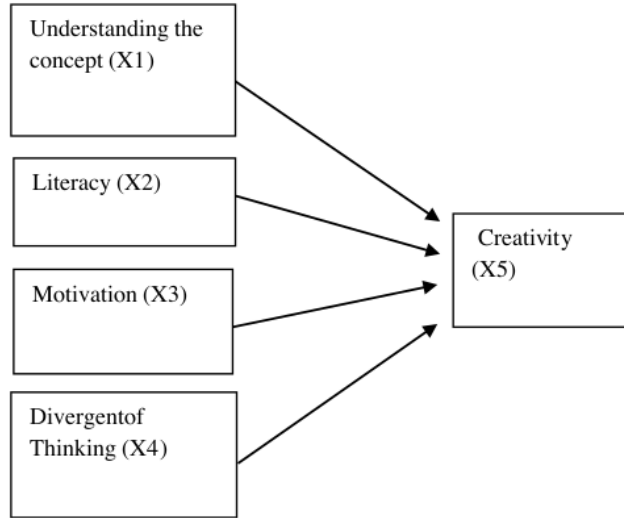 Understanding the
concept (X1)
Literacy (X2)
Motivation (X3)
Divergentof
Thinking (X4)
Creativity
(X5)